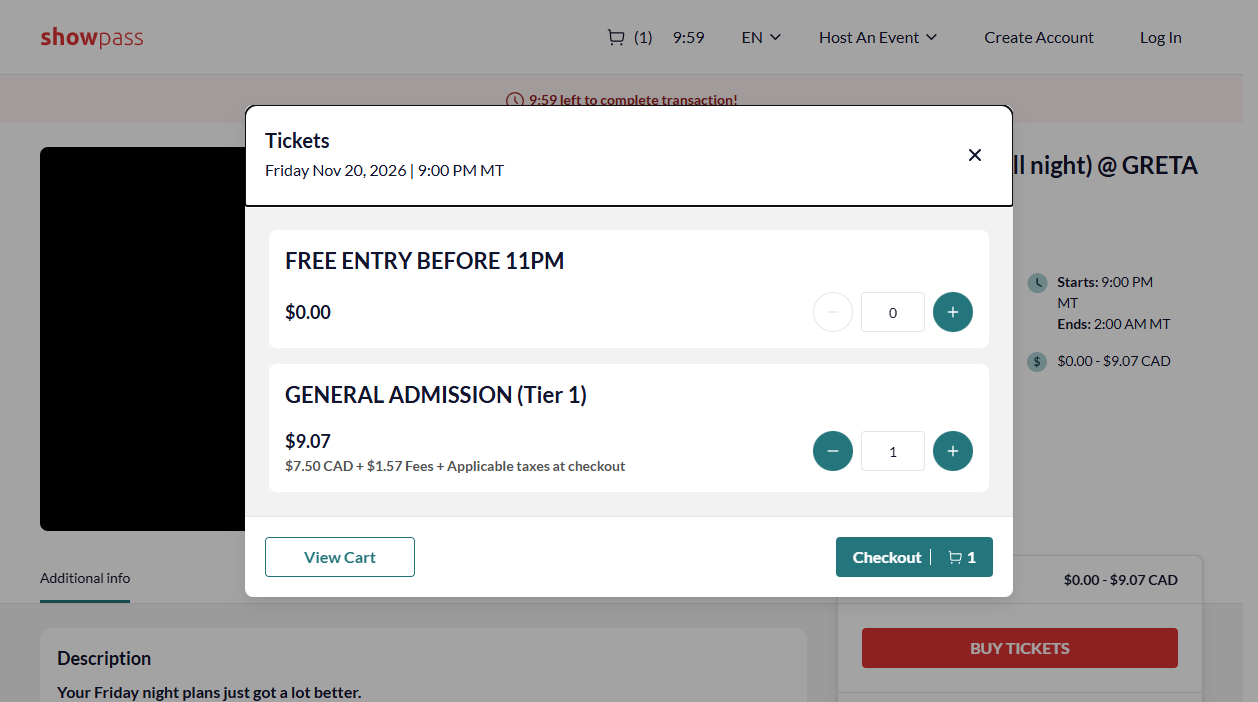 showpass
(1)
9:59
EN
Host An Event
Create Account
Log In
9:59 left to complete transaction!
Tickets
Friday Nov 20, 2026 | 9:00 PM MT
ll night) @ GRETA
FREE ENTRY BEFORE 11PM
$0.00
0
GENERAL ADMISSION (Tier 1)
$9.07
$7.50 CAD + $1.57 Fees + Applicable taxes at checkout
1
View Cart
Checkout | 1
Starts: 9:00 PM
MT
Ends: 2:00 AM MT
$0.00 - $9.07 CAD
Additional info
$0.00 - $9.07 CAD
BUY TICKETS
Description
Your Friday night plans just got a lot better.